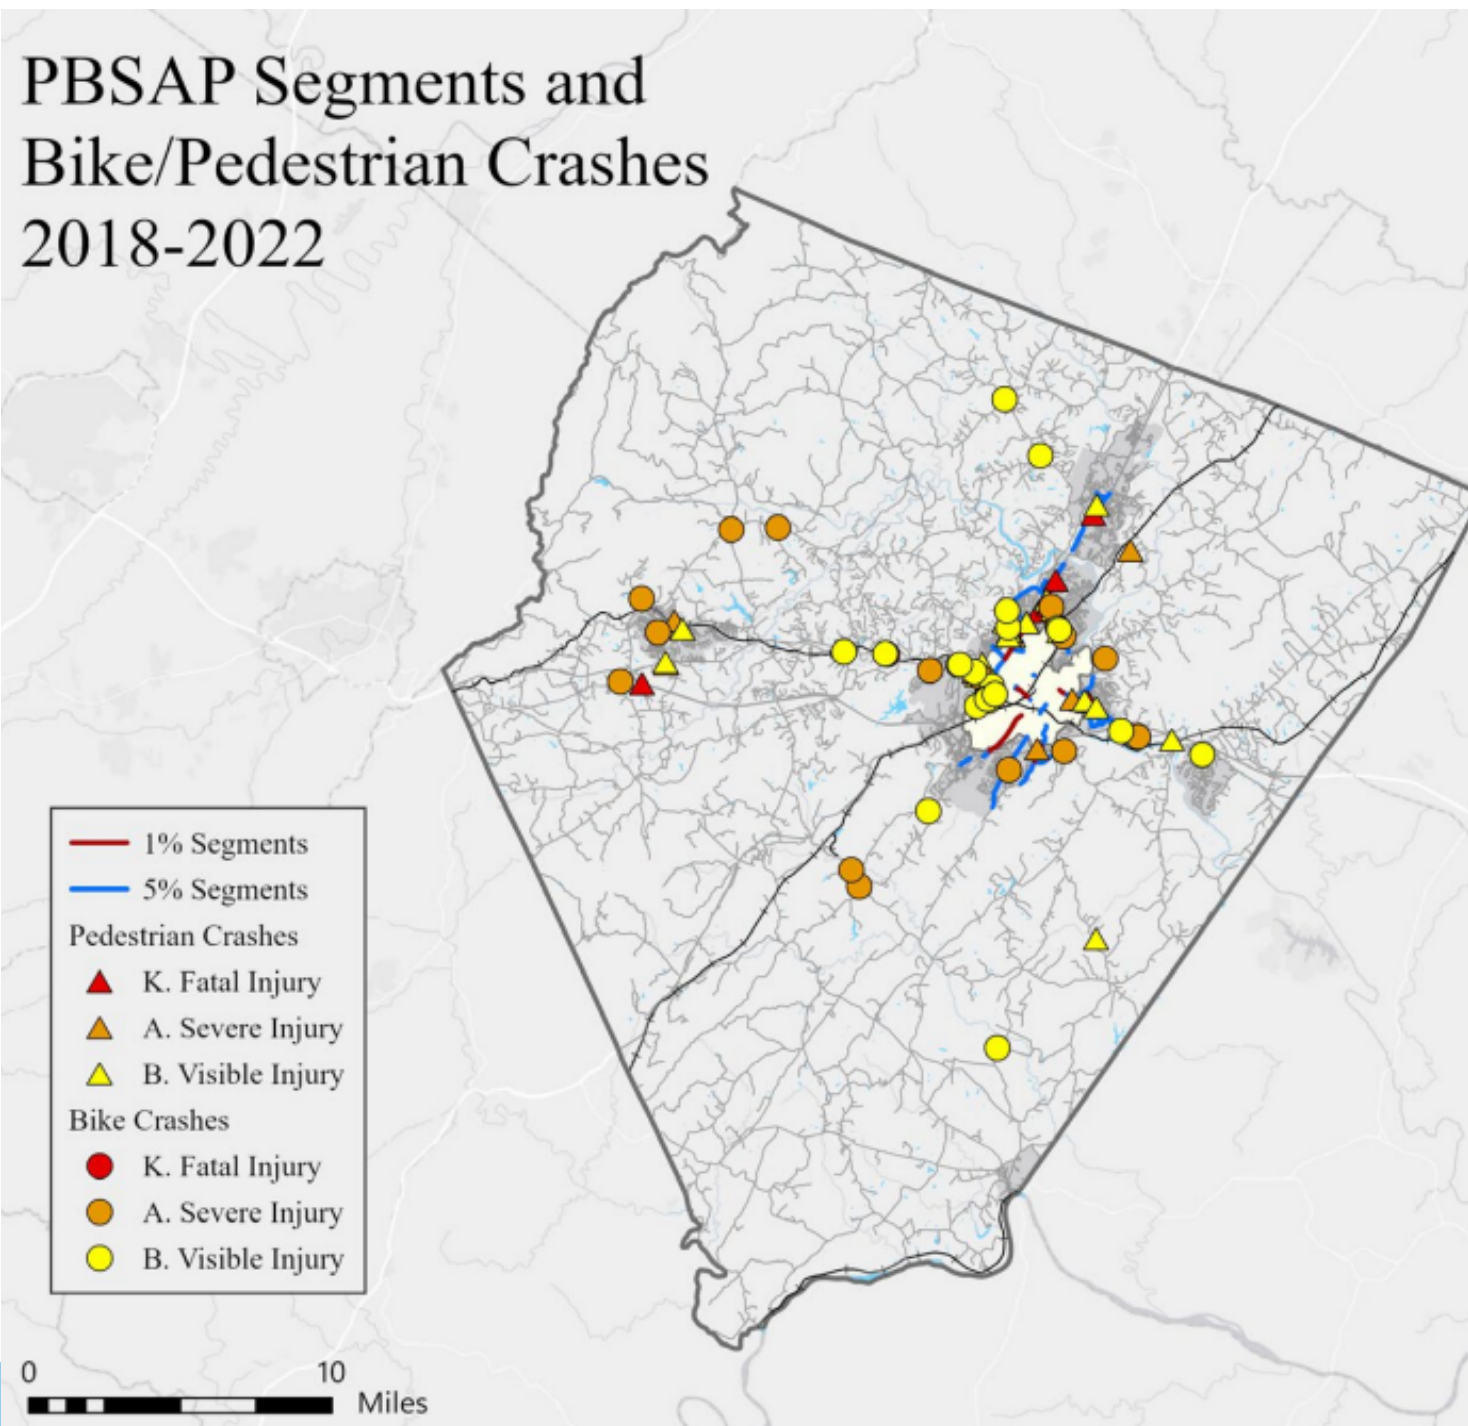 PBSAP Segments and
Bike/Pedestrian Crashes
2018-2022
1% Segments
5% Segments
Pedestrian Crashes
K. Fatal Injury
A. Severe Injury
B. Visible Injury
Bike Crashes
K. Fatal Injury
A. Severe Injury
B. Visible Injury
0 10
Miles